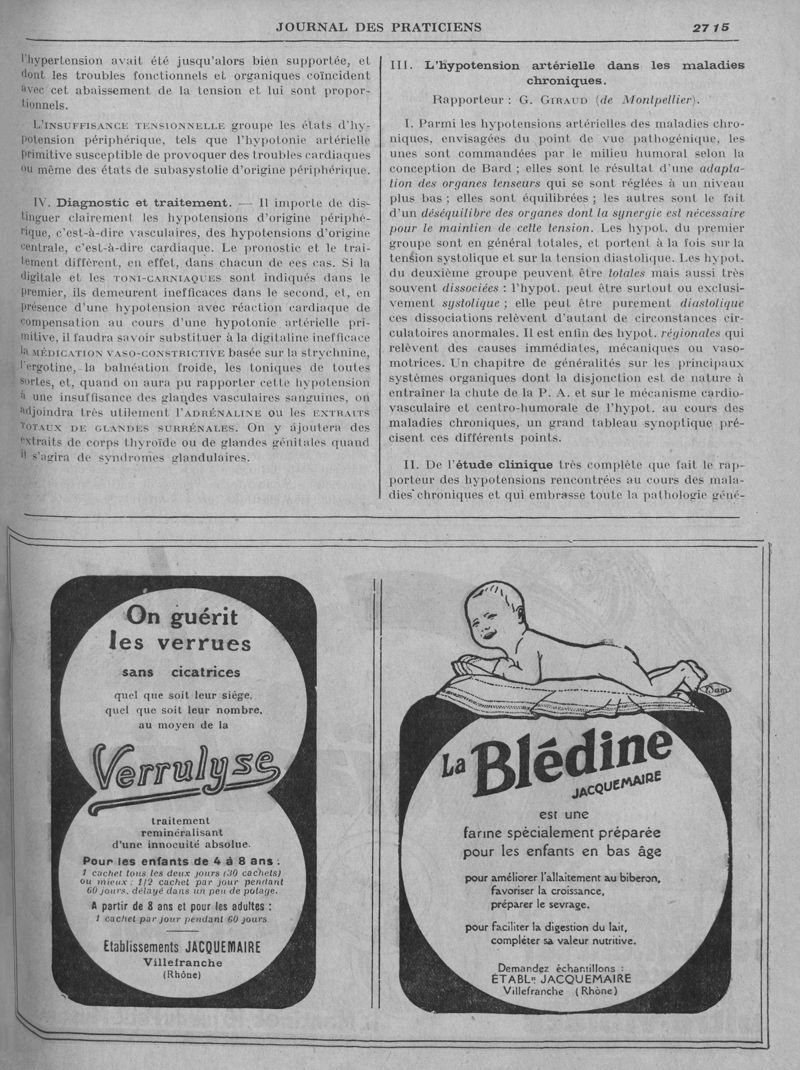 JOURNAL DES PRATICIENS
2715
l'hypertension avait été jusqu'alors bien supportée, et
dont les troubles fonctionnels et organiques coïncident
avec cet abaissement de la tension et lui sont propor-
tionnels.
L'INSUFFISANCE TENSIONNELLE groupe les états d'hy-
potension périphérique, tels que l'hypotonie artérielle
primitive susceptible de provoquer des troubles cardiaques
ou même des états de subasystolie d'origine périphérique.
IV. Diagnostic et traitement. — Il importe de dis-
tinguer clairement les hypotensions d'origine périphé-
rique, c'est-à-dire vasculaires, des hypotensions d'origine
centrale, c'est-à-dire cardiaque. Le pronostic et le trai-
tement diffèrent, en effet, dans chacun de ces cas. Si la
digitale et les TONI-CARNIAQUES sont indiqués dans le
premier, ils demeurent inefficaces dans le second, et, en
présence d'une hypotension avec réaction cardiaque de
compensation au cours d'une hypotonie artérielle pri-
mitive, il faudra savoir substituer à la digitaline inefficace
la MÉDICATION VASO-CONSTRICTIVE basée sur la strychnine,
l'ergotine, la balnéation froide, les toniques de toutes
sortes, et, quand on aura pu rapporter cette hypotension
à une insuffisance des glandes vasculaires sanguines, on
adjoindra très utilement l'ADRÉNALINE ou les EXTRAITS
TOTAUX DE GLANDES SURRÉNALES. On y ajoutera des
extraits de corps thyroïde ou de glandes génitales quand
il s'agira de syndromes glandulaires.
III. L'hypotension artérielle dans les maladies
chroniques.
Rapporteur : G. GIRAUD (de Montpellier).
I. Parmi les hypotensions artérielles des maladies chro-
niques, envisagées du point de vue pathogénique, les
unes sont commandées par le milieu humoral selon la
conception de Bard ; elles sont le résultat d'une adapta-
tion des organes tenseurs qui se sont réglées à un niveau
plus bas ; elles sont équilibrées ; les autres sont le fait
d'un déséquilibre des organes dont la synergie est nécessaire
pour le maintien de cette tension. Les hypot. du premier
groupe sont en général totales, et portent à la fois sur la
tension systolique et sur la tension diastolique. Les hypot.
du deuxième groupe peuvent être totales mais aussi très
souvent dissociées : l'hypot. peut être surtout ou exclusi-
vement systolique ; elle peut être purement diastolique
ces dissociations relèvent d'autant de circonstances cir-
culatoires anormales. Il est enfin des hypot. régionales qui
relèvent des causes immédiates, mécaniques ou vaso-
motrices. Un chapitre de généralités sur les principaux
systèmes organiques dont la disjonction est de nature à
entraîner la chute de la P. A. et sur le mécanisme cardio-
vasculaire et centro-humorale de l'hypot. au cours des
maladies chroniques, un grand tableau synoptique pré-
cisent ces différents points.
II. De l'étude clinique très complète que fait le rap-
porteur des hypotensions rencontrées au cours des mala-
dies chroniques et qui embrasse toute la pathologie géné-
On guérit
les verrues
sans cicatrices
quel que soit leur siège,
quel que soit leur nombre,
au moyen de la
Verrulyse
traitement
reminéralisant
d'une innocuité absolue.
Pour les enfants de 4 à 8 ans :
1 cachet tous les deux jours (30 cachets)
ou mieux : 1/2 cachet par jour pendant
60 jours, délayé dans un peu de potage.
A partir de 8 ans et pour les adultes :
1 cachet par jour pendant 60 jours
Etablissements JACQUEMAIRE
Villefranche
(Rhône)
La Blédine
JACQUEMAIRE
est une
farine spécialement préparée
pour les enfants en bas âge
pour améliorer l'allaitement au biberon,
favoriser la croissance,
préparer le sevrage.
pour faciliter la digestion du lait,
compléter sa valeur nutritive.
Demandez échantillons :
ÉTABLts JACQUEMAIRE
Villefranche (Rhône)